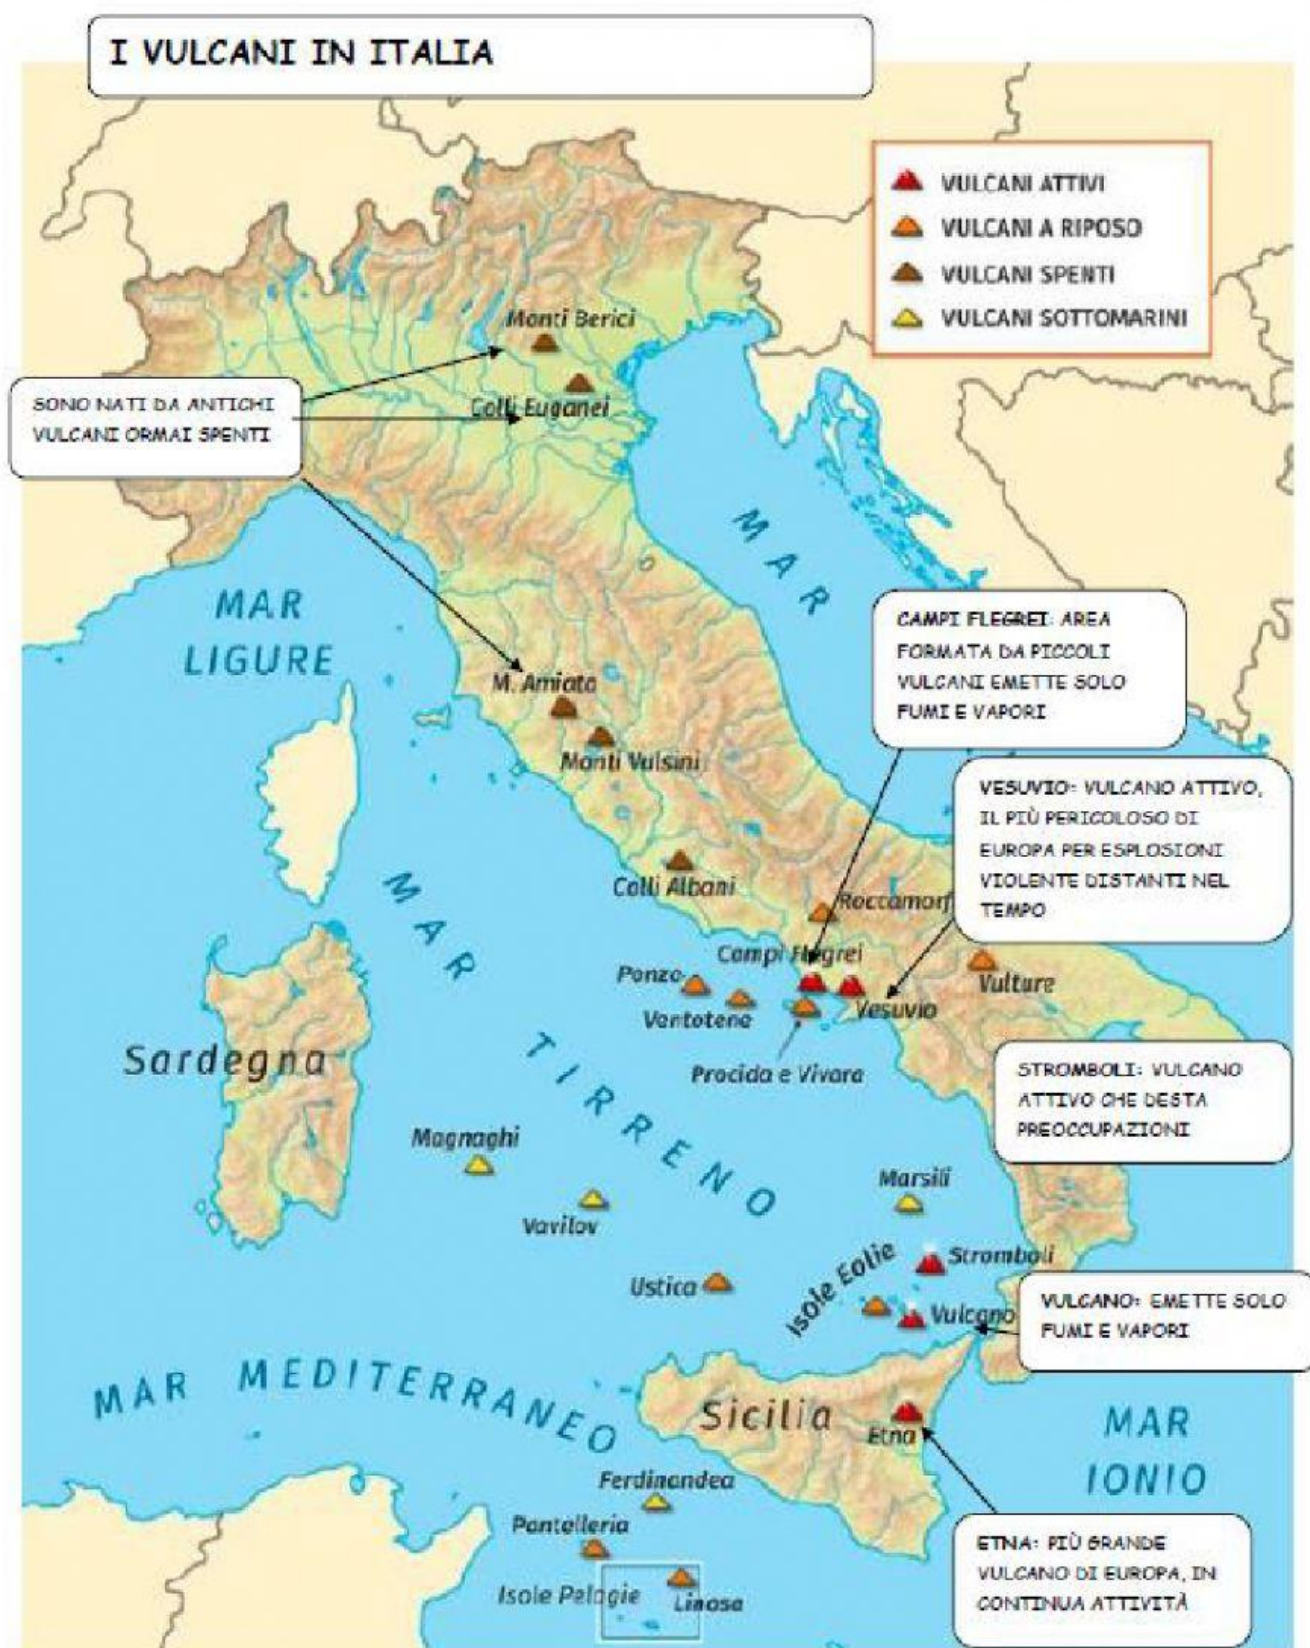 I VULCANI IN ITALIA
VULCANI ATTIVI
VULCANI A RIPOSO
VULCANI SPENTI
VULCANI SOTTOMARINI
Monti Berici
Colli Euganei
SONO NATI DA ANTICHI
VULCANI ORMAI SPENTI
MAR
MAR
LIGURE
CAMPI FLEGREI: AREA
FORMATA DA PICCOLI
VULCANI EMETTE SOLO
FUMI E VAPORI
M. Amiata
Monti Vulsini
VESUVIO: VULCANO ATTIVO,
IL PIÙ PERICOLOSO DI
EUROPA PER ESPLOSIONI
VIOLENTE DISTANTI NEL
TEMPO
Colli Albani
Roccamorf
Campi Flegrei
Ponzo
Ventotene
Vesuvio
Vulture
Procida e Vivara
MAR TIRRENO
Sardegna
STROMBOLI: VULCANO
ATTIVO CHE DESTA
PREOCCUPAZIONI
Magnaghi
Vavilov
Marsili
Ustica
Isole Eolie
Stromboli
Vulcano
VULCANO: EMETTE SOLO
FUMI E VAPORI
MAR MEDITERRANEO
Sicilia
Etna
MAR
IONIO
Ferdinandea
Pantelleria
Isole Pelagie
Linosa
ETNA: PIÙ GRANDE
VULCANO DI EUROPA, IN
CONTINUA ATTIVITÀ